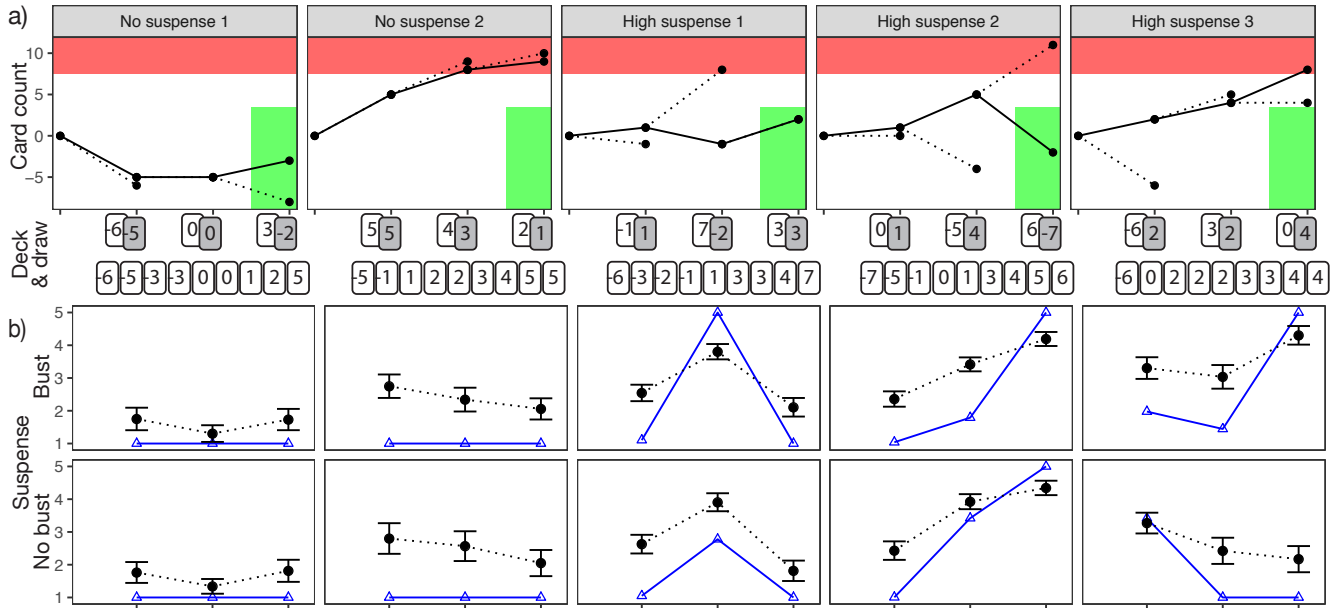 a)
No suspense 1 No suspense 2 High suspense 1 High suspense 2 High suspense 3
Card count
10
5
0
−5
Deck & draw
-6 -5 0 0 3 -2 5 5 4 3 2 1 -1 1 7 -2 3 3 0 1 -5 4 6 -7 -6 2 3 2 0 4
-6 -5 -3 -3 0 0 1 2 5 -5 -1 1 2 2 3 4 5 5 -6 -3 -2 -1 1 3 3 4 7 -7 -5 -1 0 1 3 4 5 6 -6 0 2 2 2 3 3 4 4
b)
Suspense
Bust
5
4
3
2
1
No bust
5
4
3
2
1